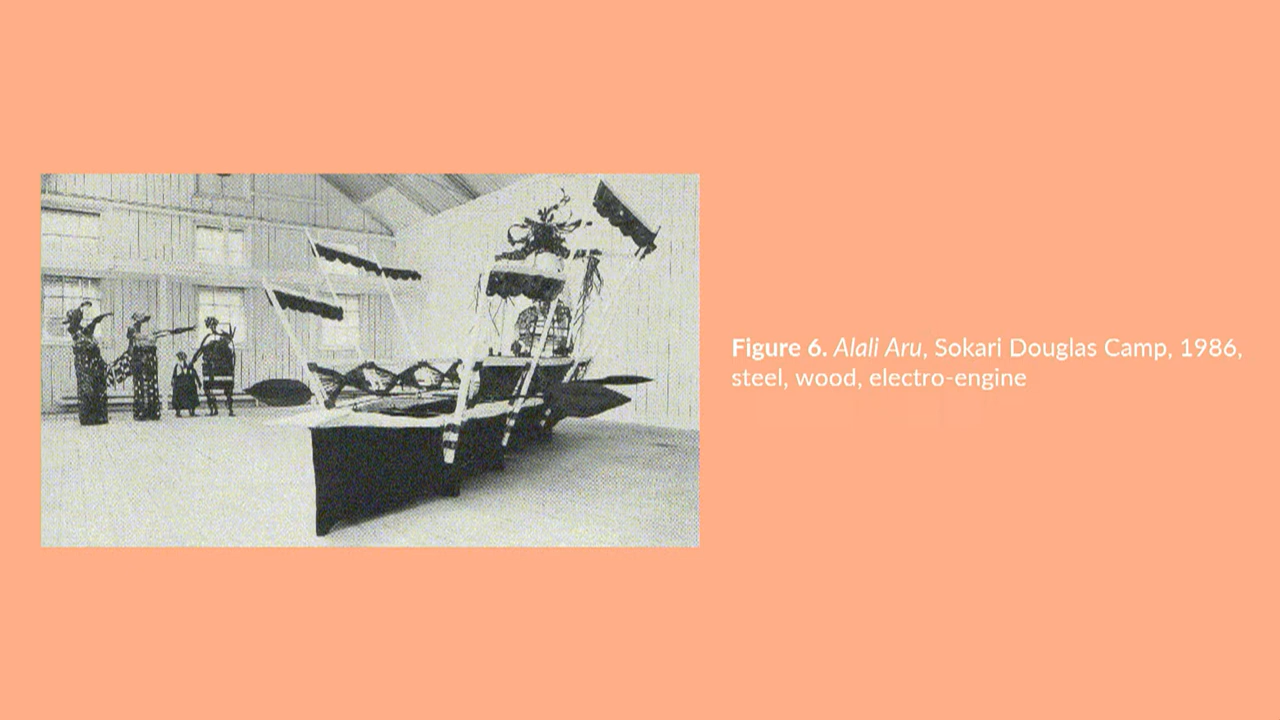 Figure 6. Alali Aru, Sokari Douglas Camp, 1986,
steel, wood, electro-engine